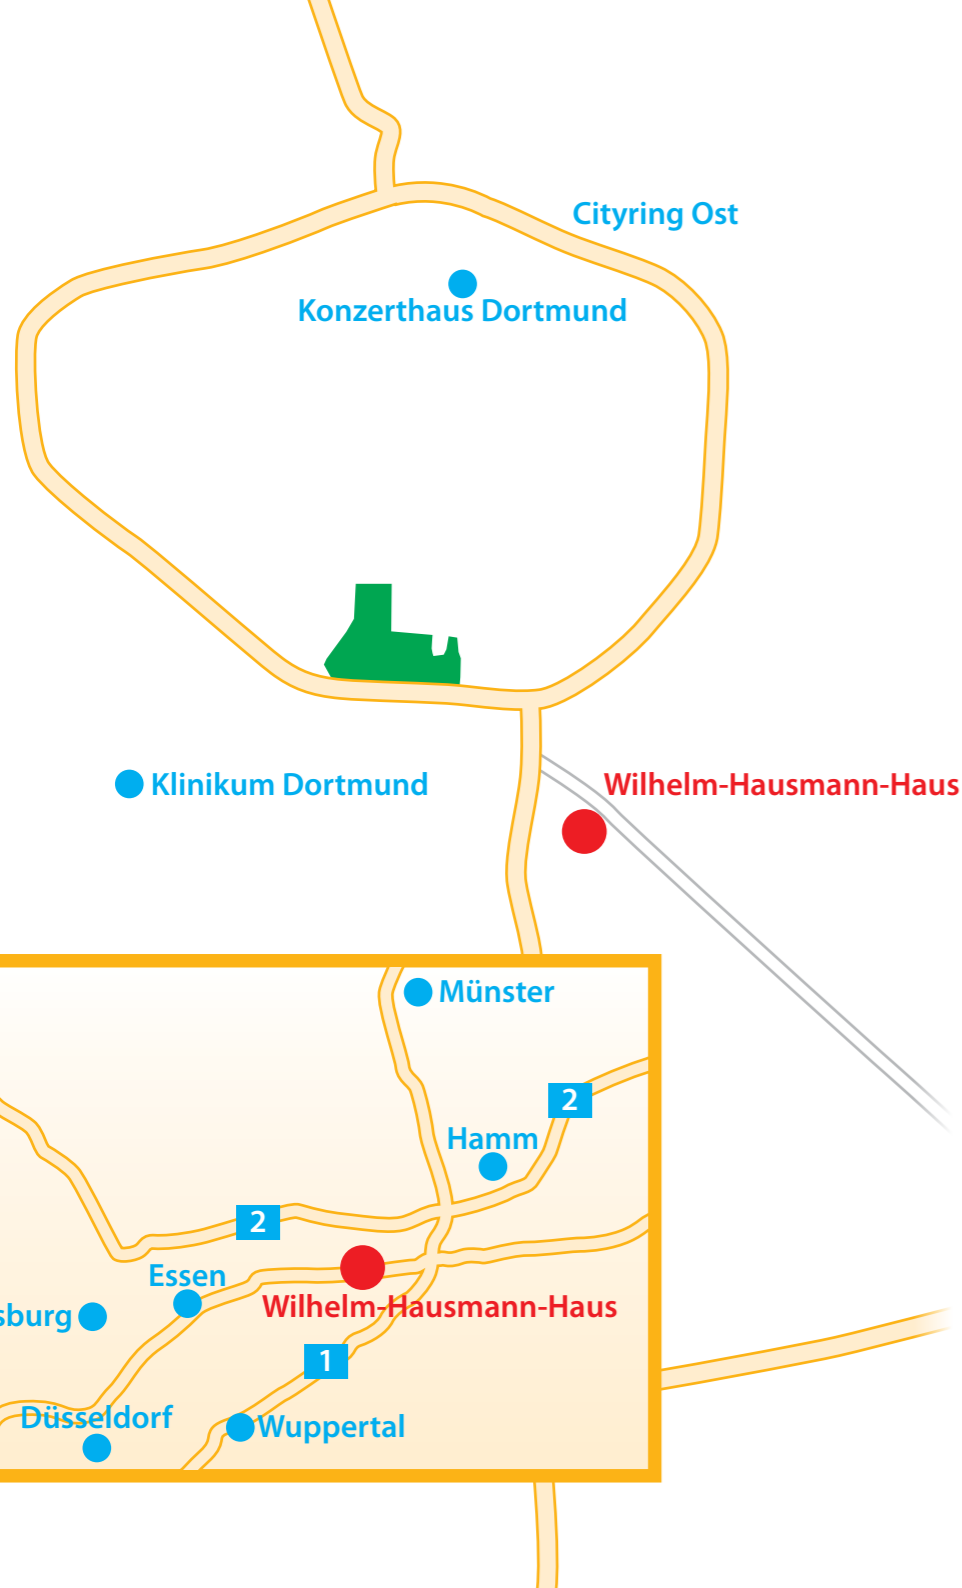 Cityring Ost
Konzerthaus Dortmund
Klinikum Dortmund
Wilhelm-Hausmann-Haus
Münster
2
Hamm
2
Essen
sburg
Wilhelm-Hausmann-Haus
1
Düsseldorf
Wuppertal